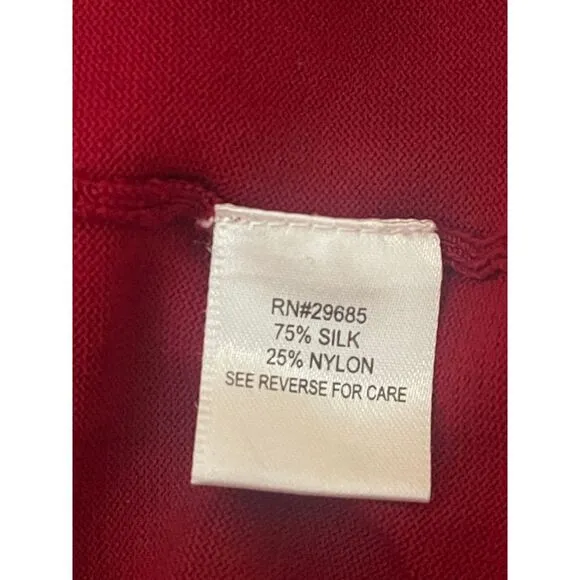 RN#29685
75% SILK
25% NYLON
SEE REVERSE FOR CARE